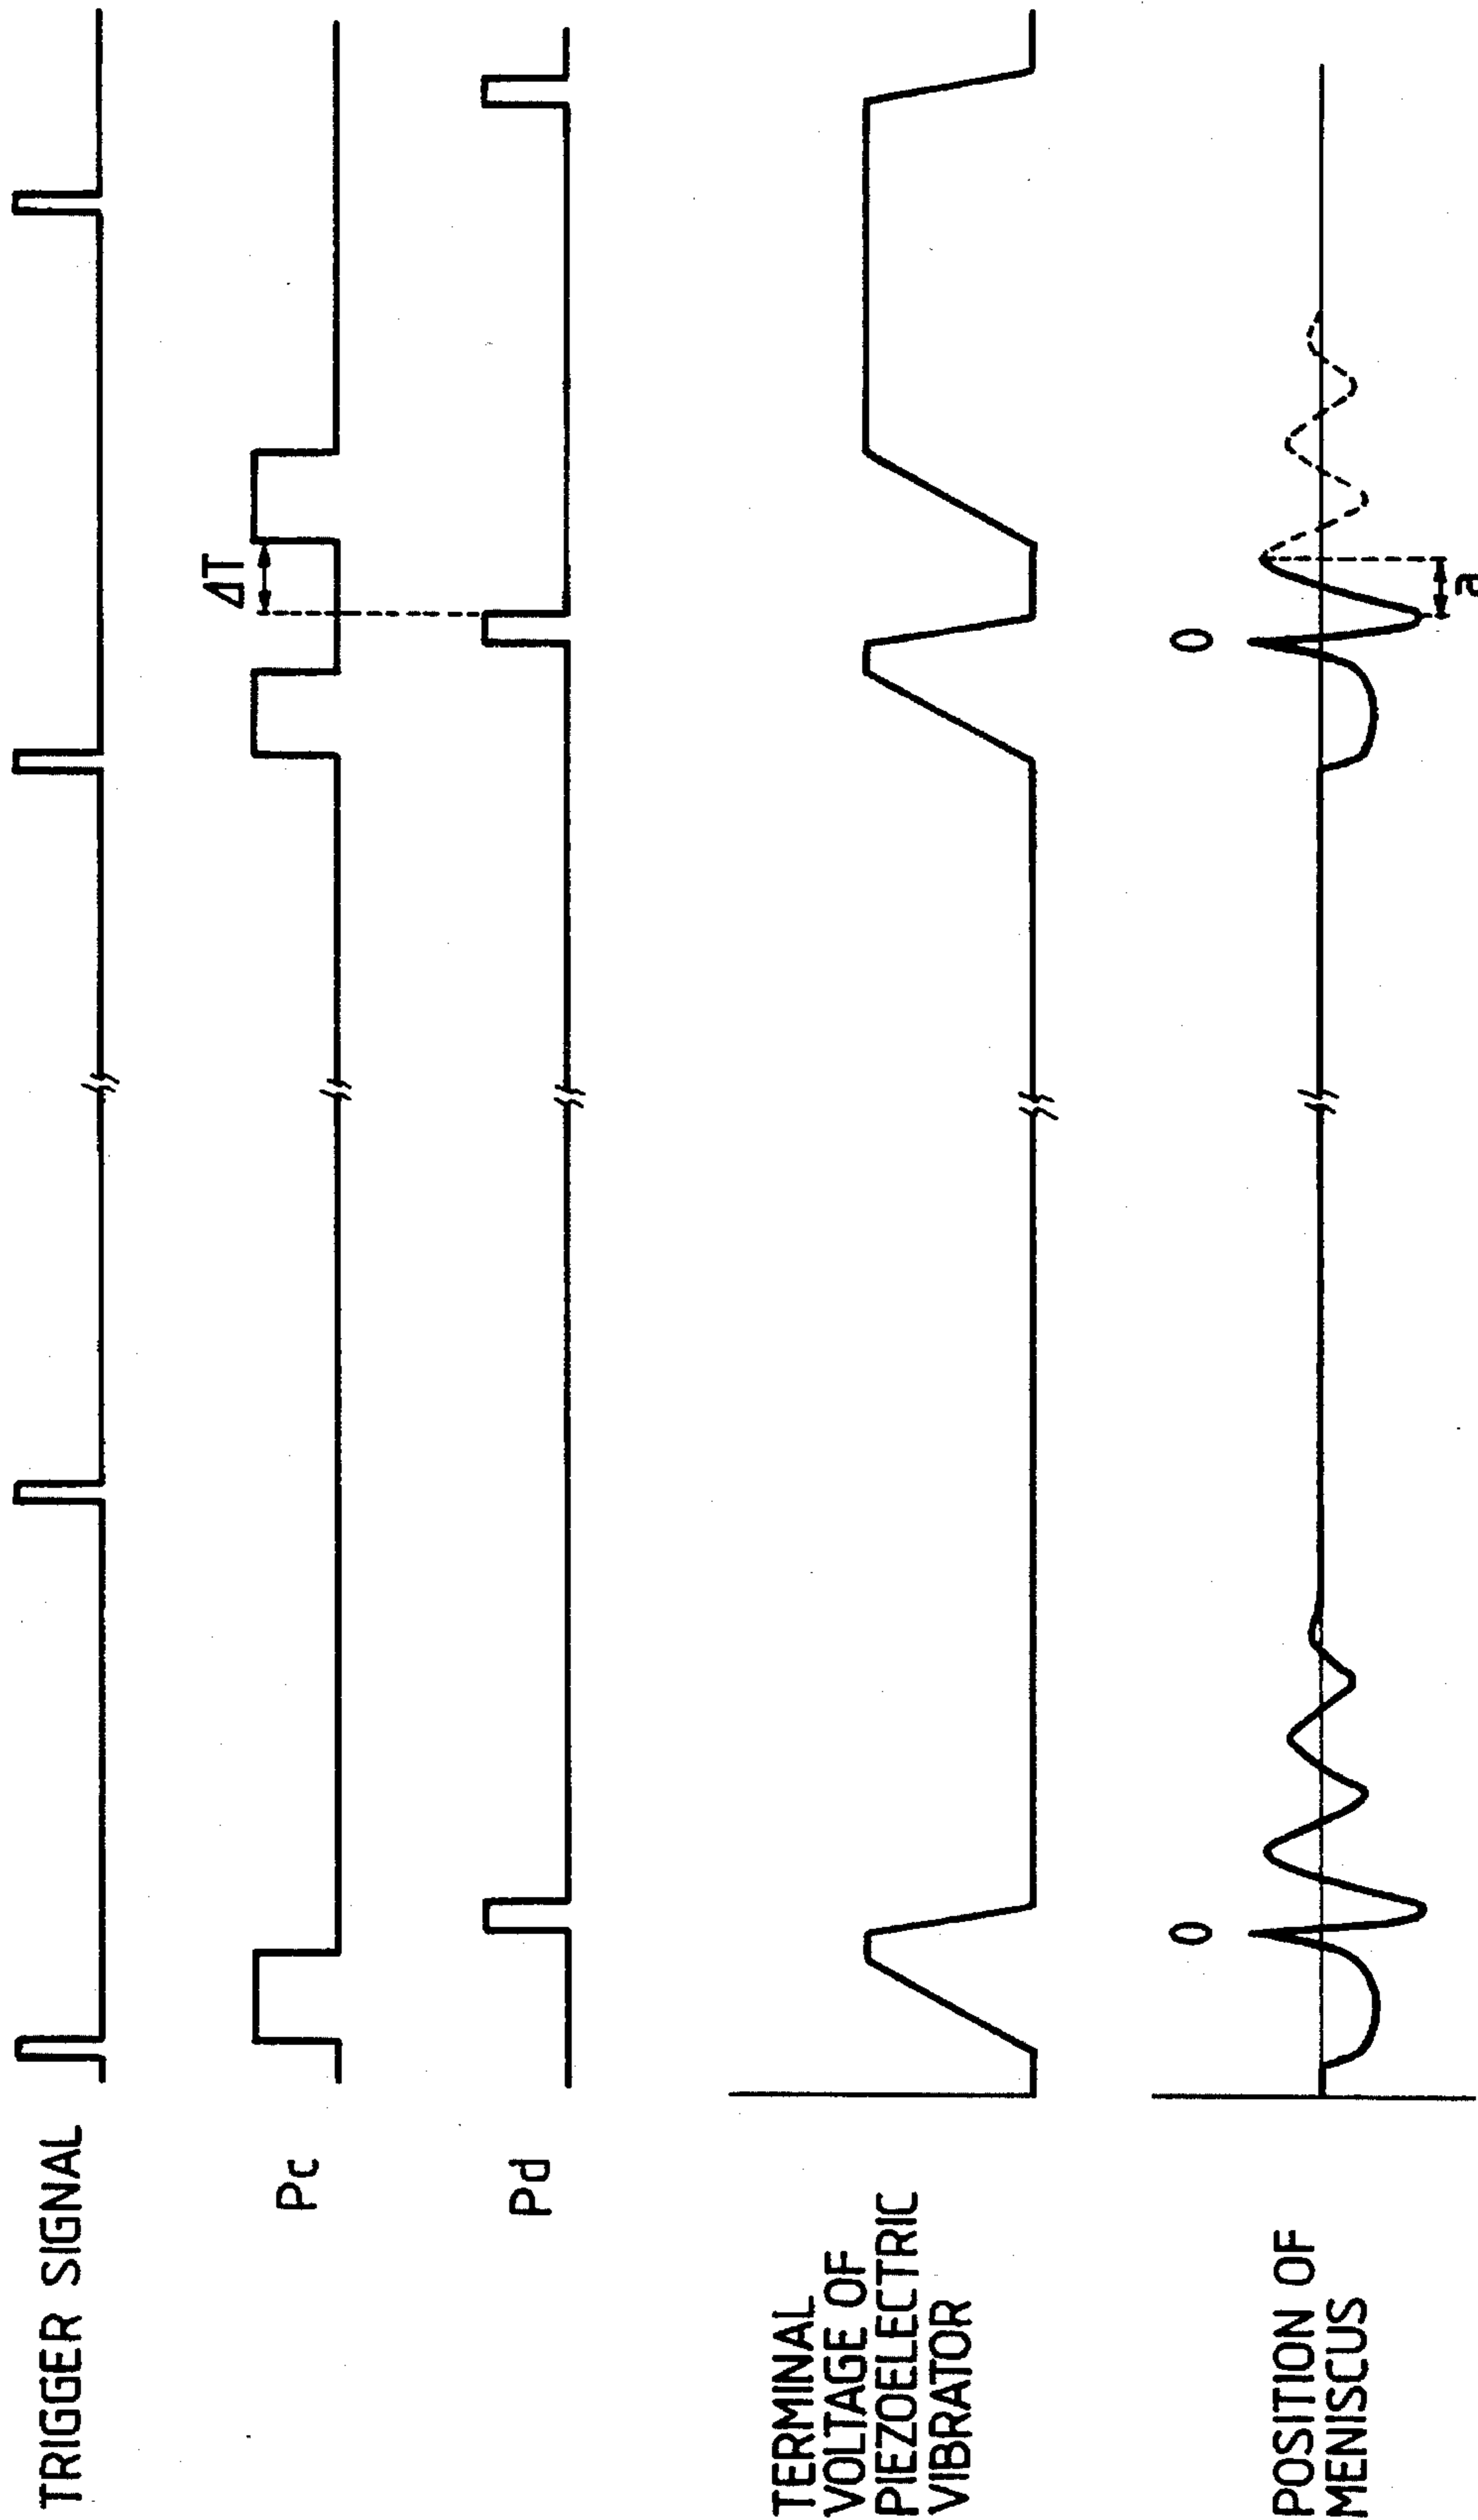 TRIGGER SIGNAL
Pc
ΔT
Pd
TERMINAL
VOLTAGE OF
PIEZOELECTRIC
VIBRATOR
POSITION OF
MENISCUS
0
0
a